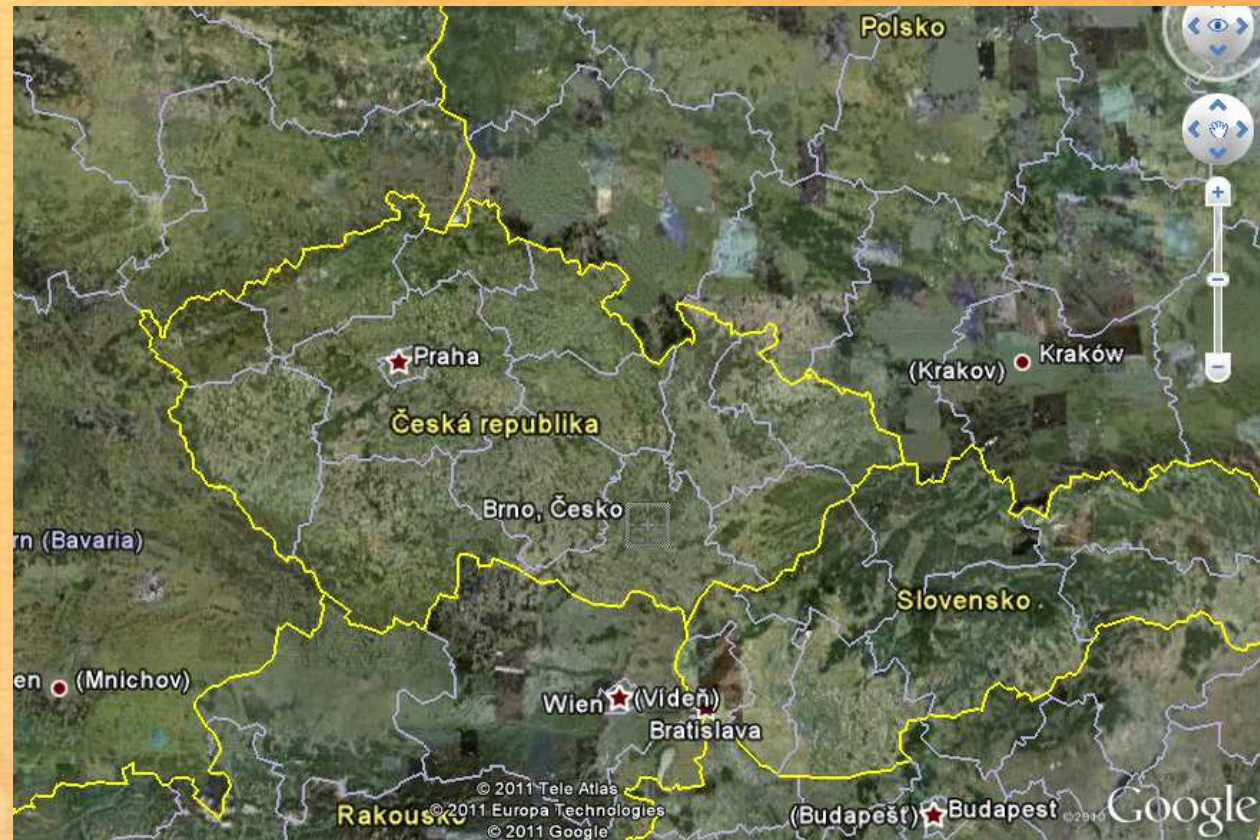 Polsko
Praha
(Krakov)
Kraków
Česká republika
Brno, Česko
rn (Bavaria)
Slovensko
en
(Mnichov)
Wien
(Vídeň)
Bratislava
© 2011 Tele Atlas
Rakousko
© 2011 Europa Technologies
© 2011 Google
(Budapešť)
Budapest
©2010
Google